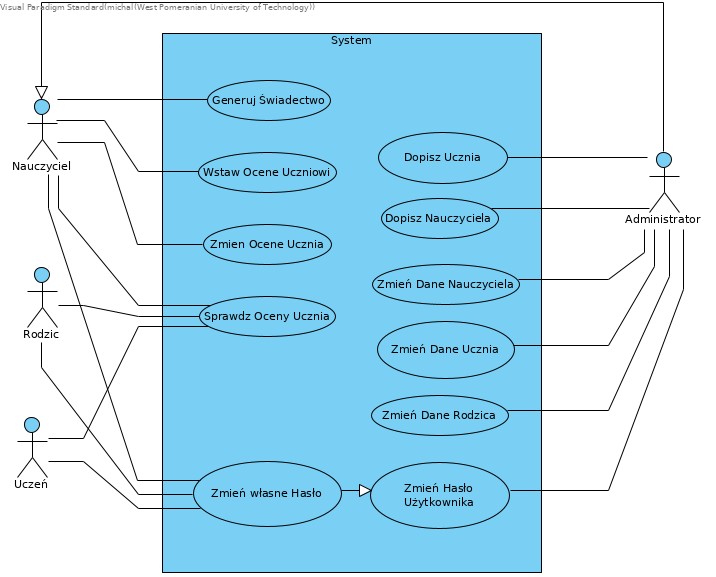 Visual Paradigm Standard(michal(West Pomeranian University of Technology))
System
Generuj Świadectwo
Nauczyciel
Wstaw Ocene Uczniowi
Dopisz Ucznia
Administrator
Dopisz Nauczyciela
Zmien Ocene Ucznia
Zmień Dane Nauczyciela
Sprawdz Oceny Ucznia
Rodzic
Zmień Dane Ucznia
Zmień Dane Rodzica
Uczeń
Zmień własne Hasło
Zmień Hasło
Użytkownika